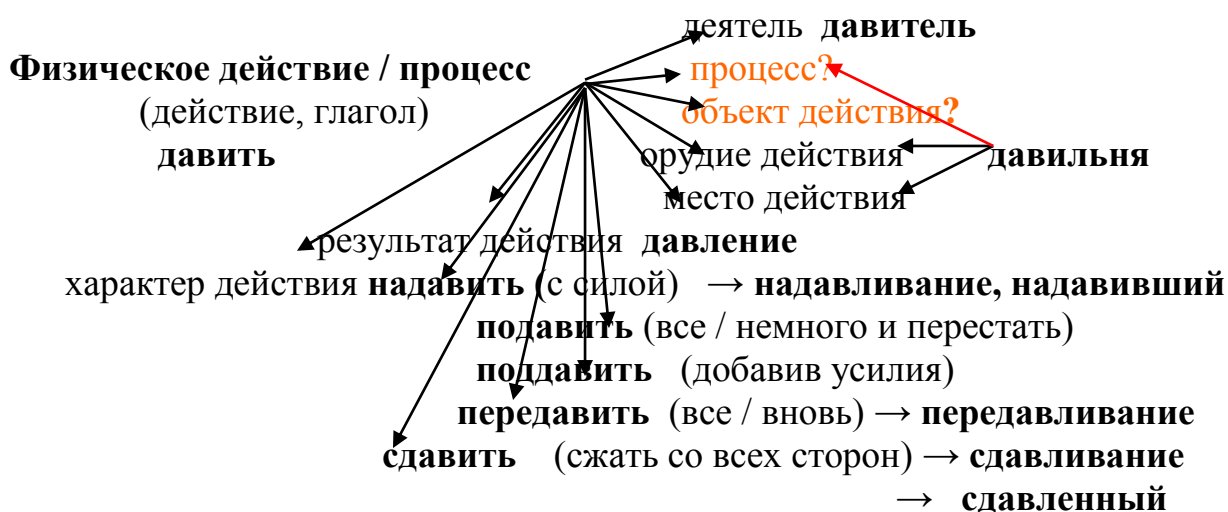 деятель давитель
Физическое действие / процесс процесс?
(действие, глагол) объект действия?
давить орудие действия давильня
место действия
результат действия давление
характер действия надавить (с силой) → надавливание, надавивший
подавить (все / немного и перестать)
поддавить (добавив усилия)
передавить (все / вновь) → передавливание
сдавить (сжать со всех сторон) → сдавливание
→ сдавленный